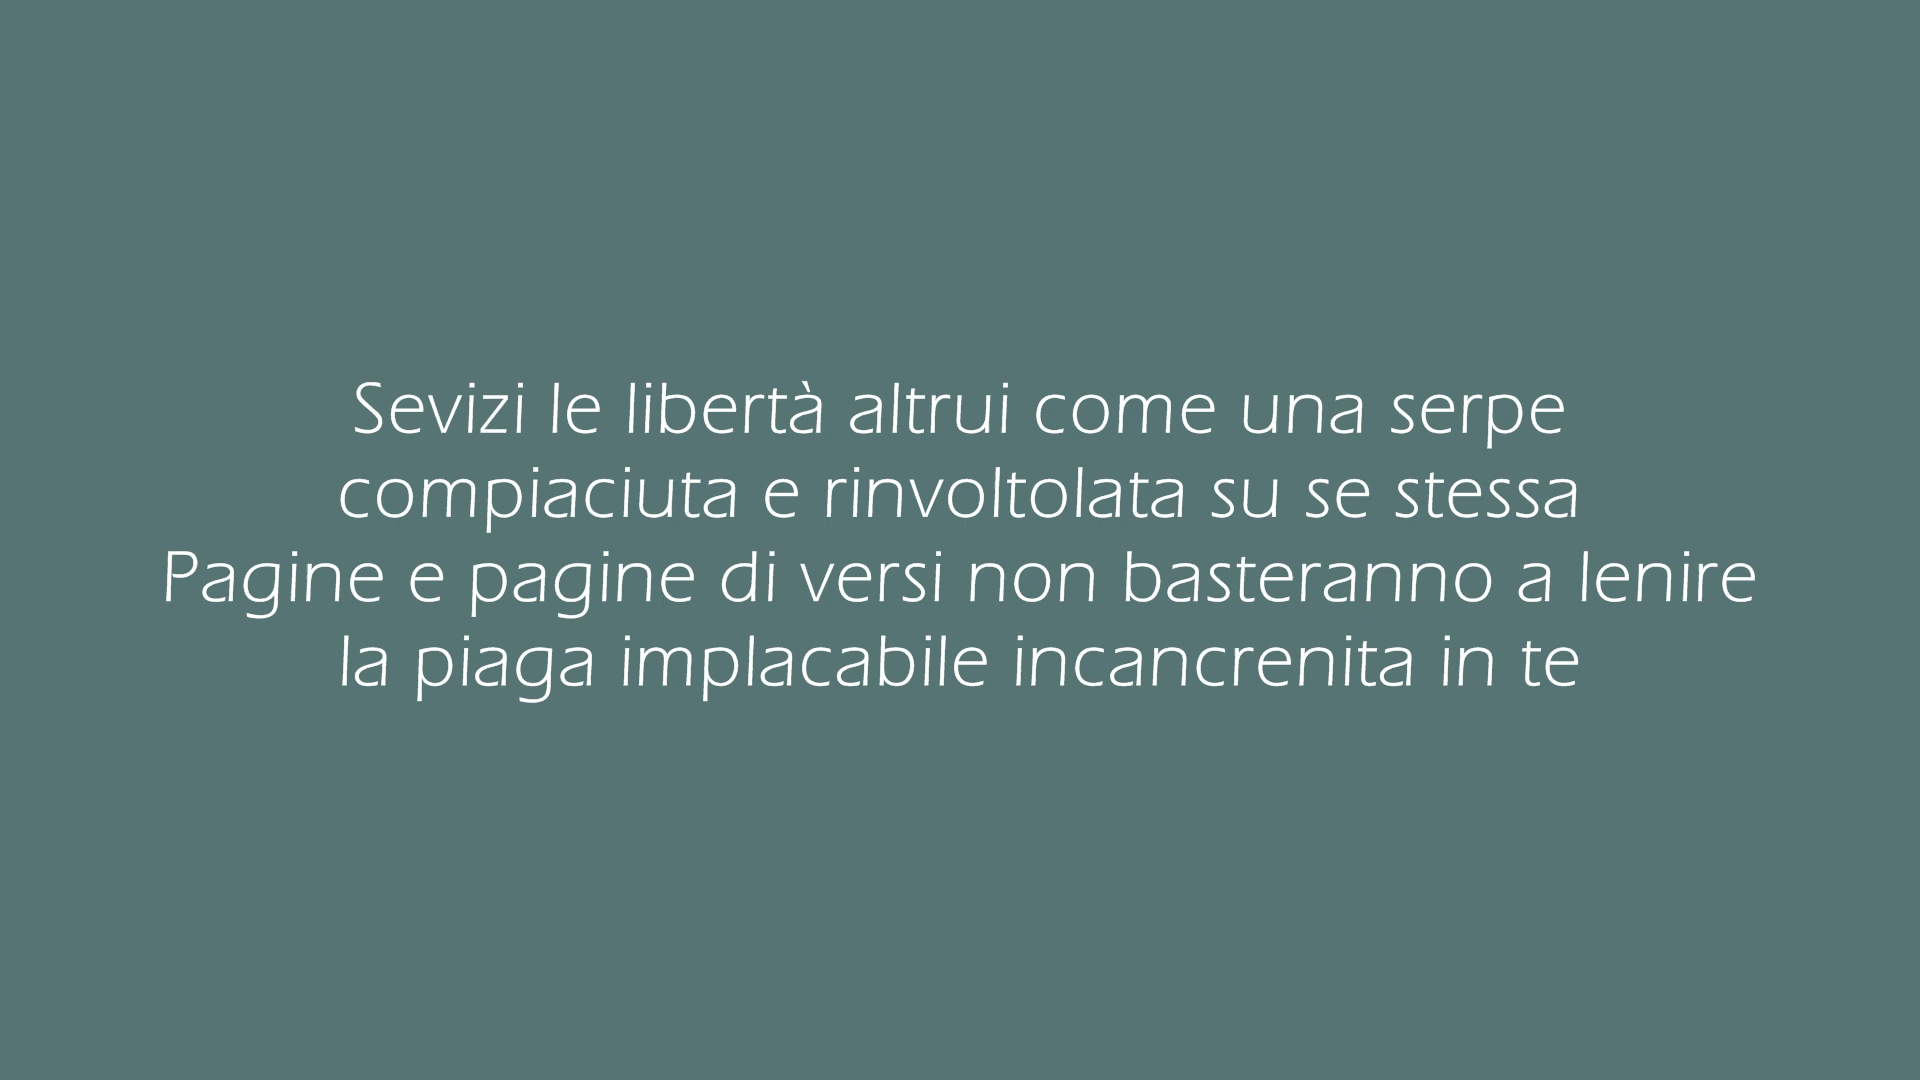 Sevizi le libertà altrui come una serpe
compiaciuta e rinvoltolata su se stessa
Pagine e pagine di versi non basteranno a lenire
la piaga implacabile incancrenita in te